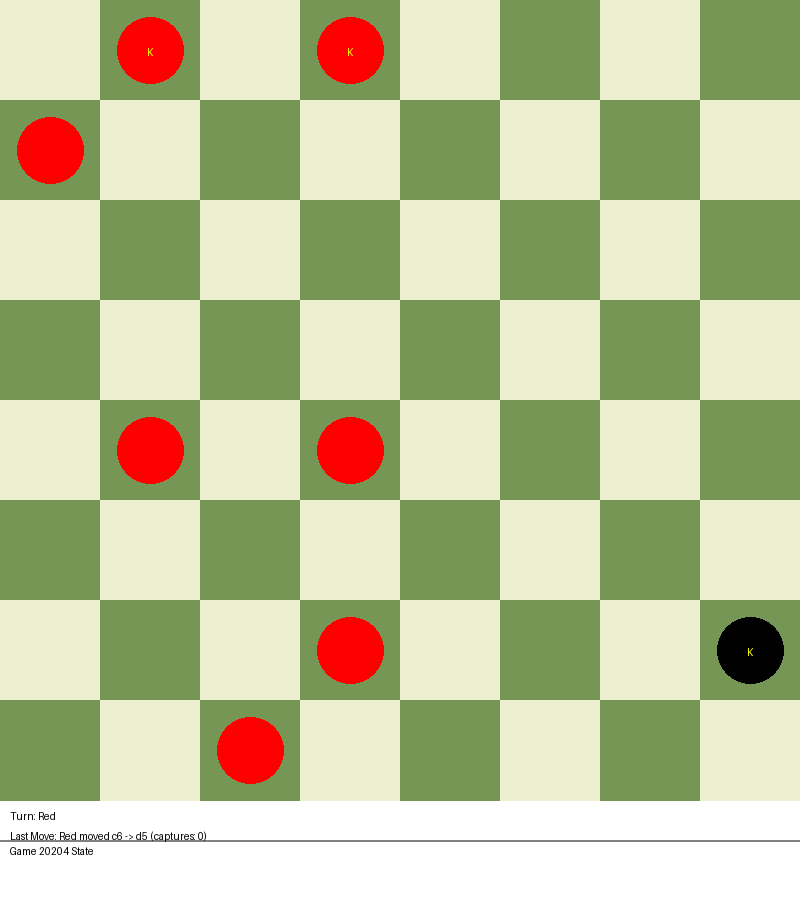 K K
K
Turn: Red
Last Move: Red moved c6 -> d5 (captures: 0)
Game 20204 State